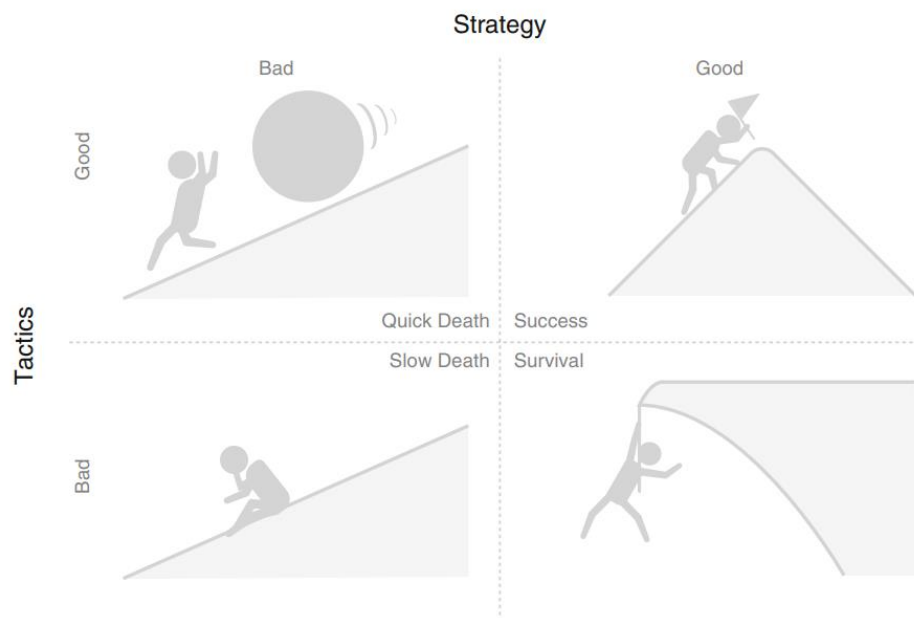 Strategy
Bad
Good
Good
Quick Death
Success
Tactics
Slow Death
Survival
Bad